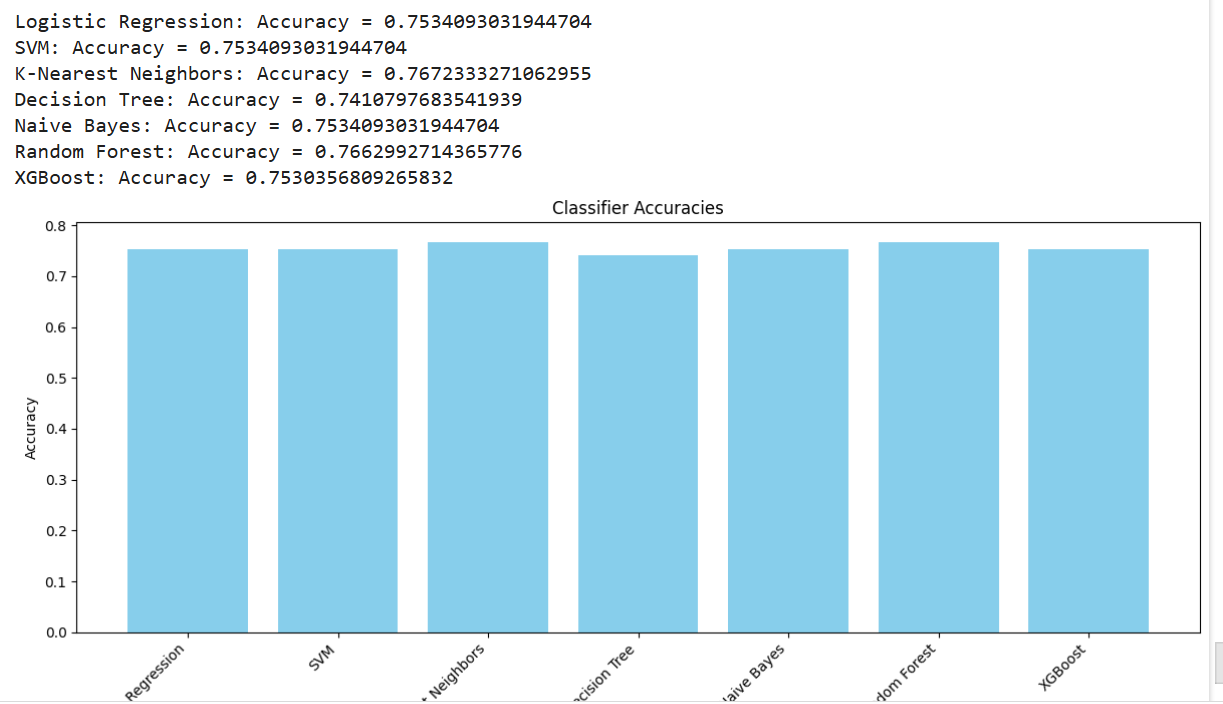 Logistic Regression: Accuracy = 0.7534093031944704
SVM: Accuracy = 0.7534093031944704
K-Nearest Neighbors: Accuracy = 0.7672333271062955
Decision Tree: Accuracy = 0.7410797683541939
Naive Bayes: Accuracy = 0.7534093031944704
Random Forest: Accuracy = 0.7662992714365776
XGBoost: Accuracy = 0.7530356809265832
Classifier Accuracies
0.8
0.7
0.6
0.5
0.4
0.3
0.2
0.1
0.0
Accuracy
Regression
SVM
t Neighbors
ecision Tree
aive Bayes
dom Forest
XGBoost